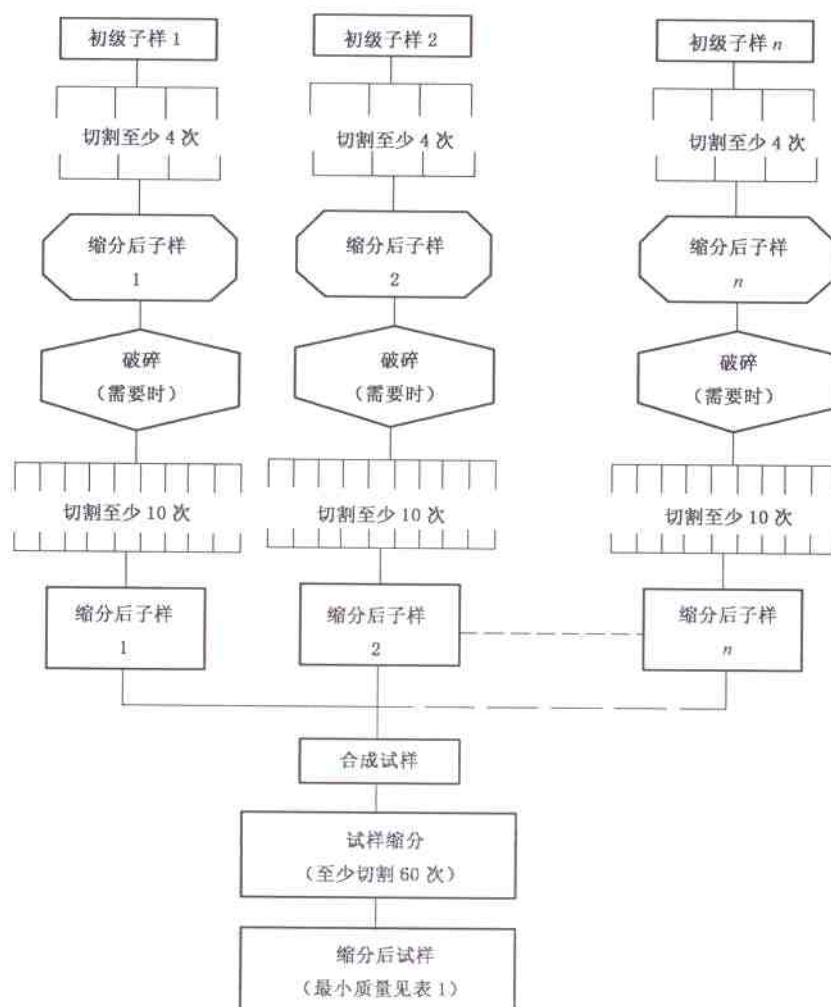 初级子样 1
初级子样 2
初级子样 n
切割至少 4 次
切割至少 4 次
切割至少 4 次
缩分后子样
1
缩分后子样
2
缩分后子样
n
破碎
(需要时)
破碎
(需要时)
破碎
(需要时)
切割至少 10 次
切割至少 10 次
切割至少 10 次
缩分后子样
1
缩分后子样
2
缩分后子样
n
合成试样
试样缩分
(至少切割 60 次)
缩分后试样
(最小质量见表 1)